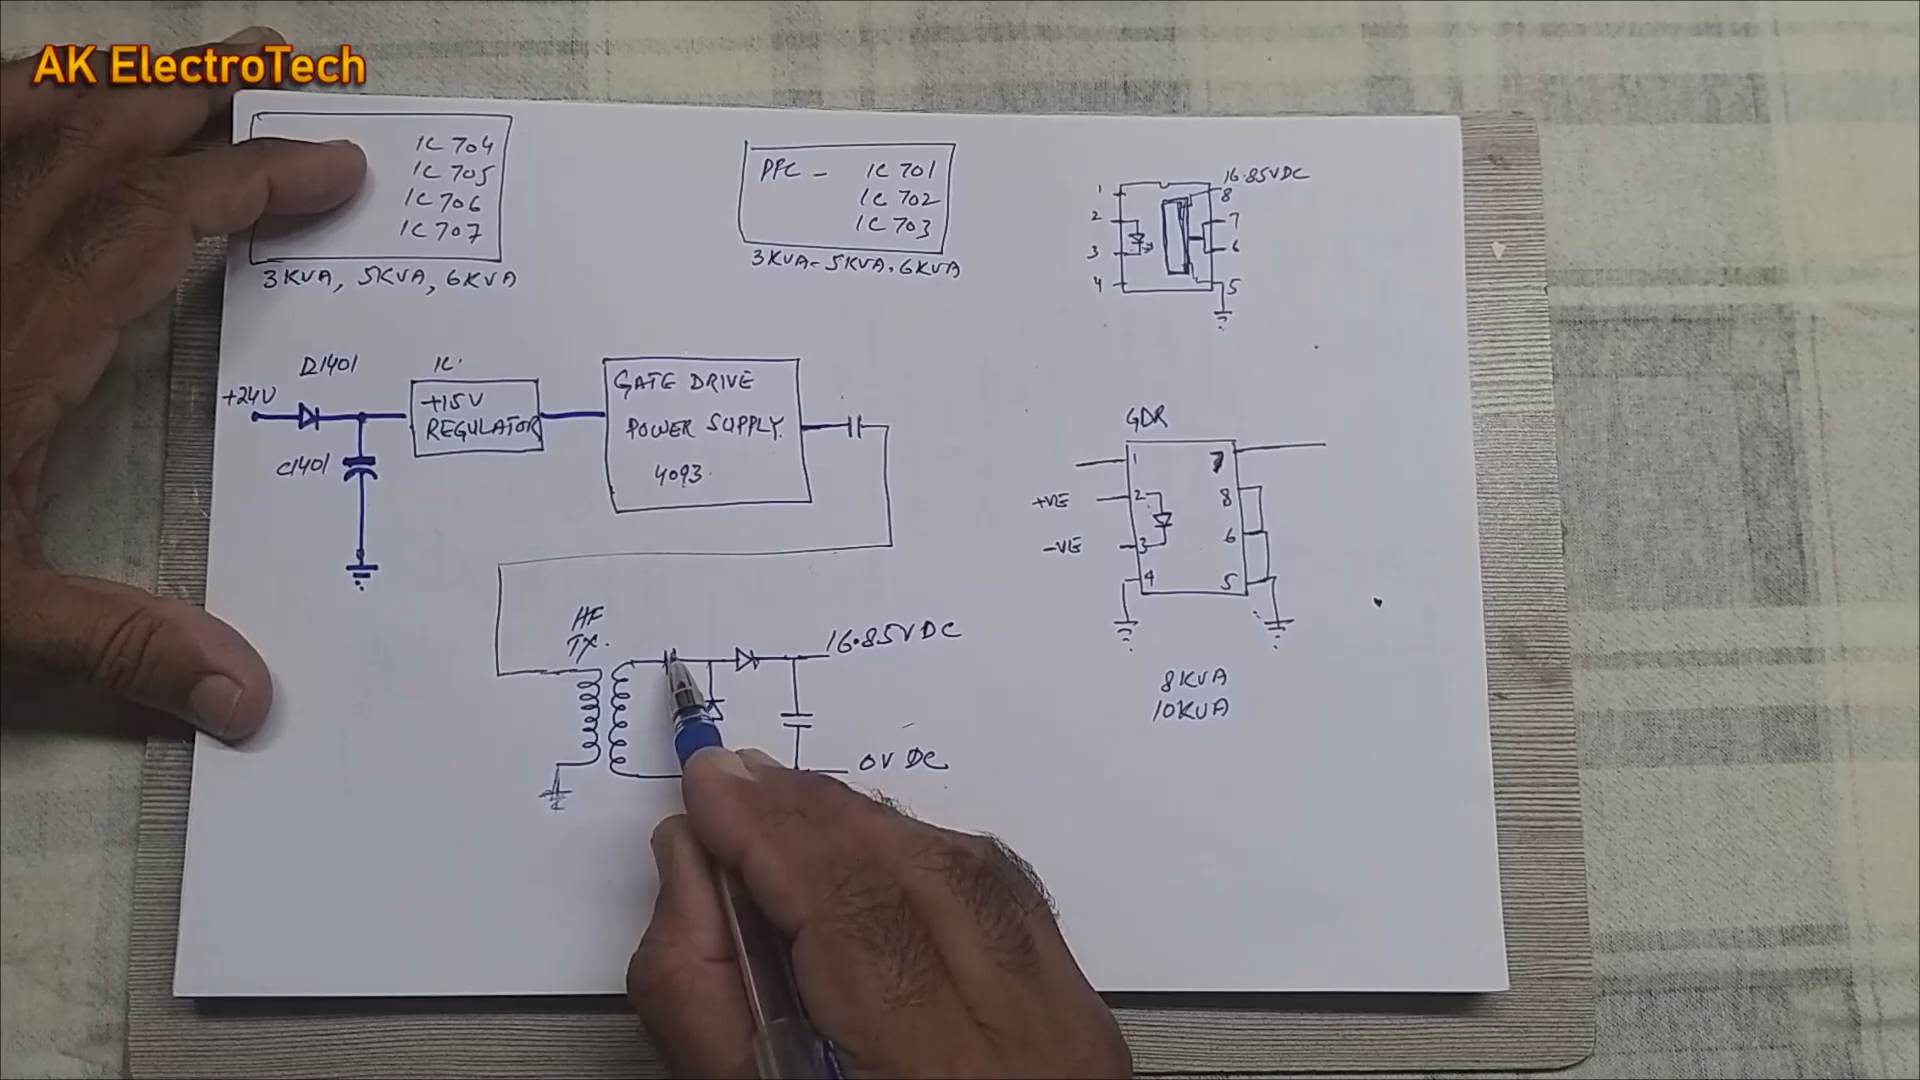 AK ElectroTech
IC 704
IC 705
IC 706
IC 707
3KVA, 5KVA, 6KVA
PFC - IC 701
IC 702
IC 703
3KVA - 5KVA . 6KVA
16.85VDC
1
2
3
4
8
7
6
5
+24V
D1401
C1401
IC.
+15V
REGULATOR
GATE DRIVE
POWER SUPPLY.
4093.
HF
TX.
16.85VDC
0V DC
GDR
1
+VE 2
-VE 3
4
7
8
6
5
8KVA
10KVA